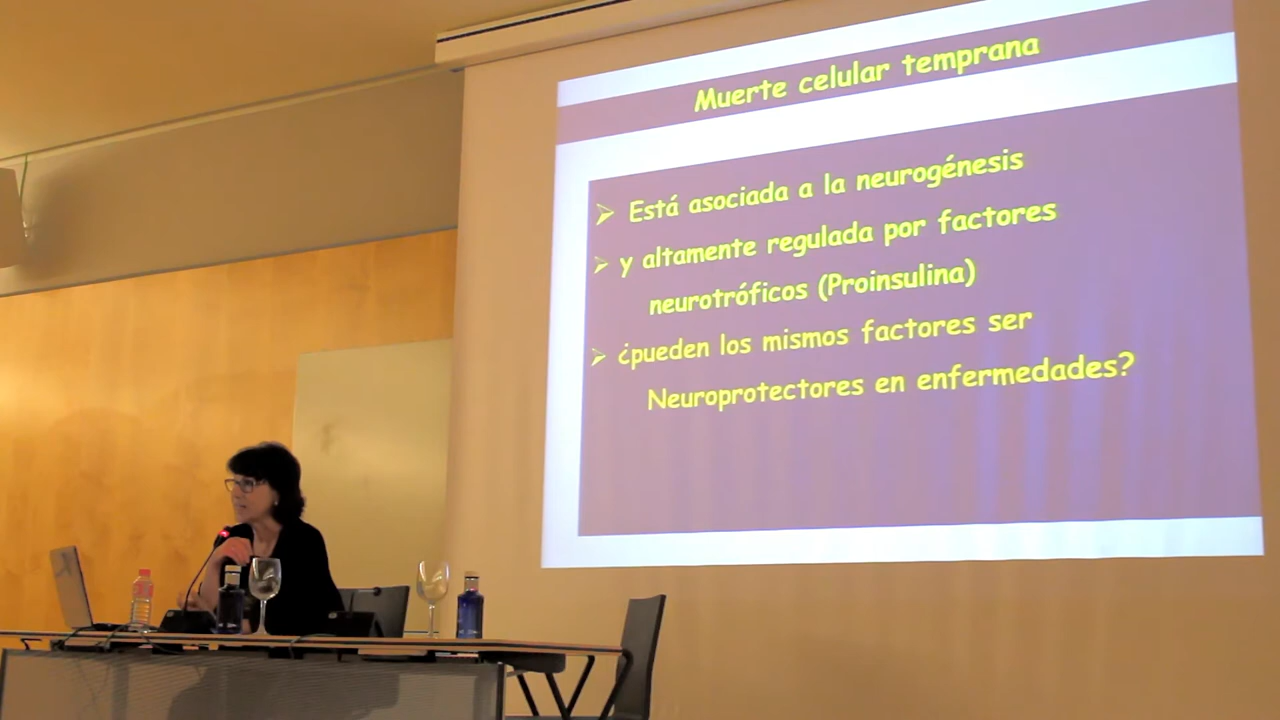 Muerte celular temprana
➢ Está asociada a la neurogénesis
➢ y altamente regulada por factores
neurotróficos (Proinsulina)
➢ ¿pueden los mismos factores ser
Neuroprotectores en enfermedades?